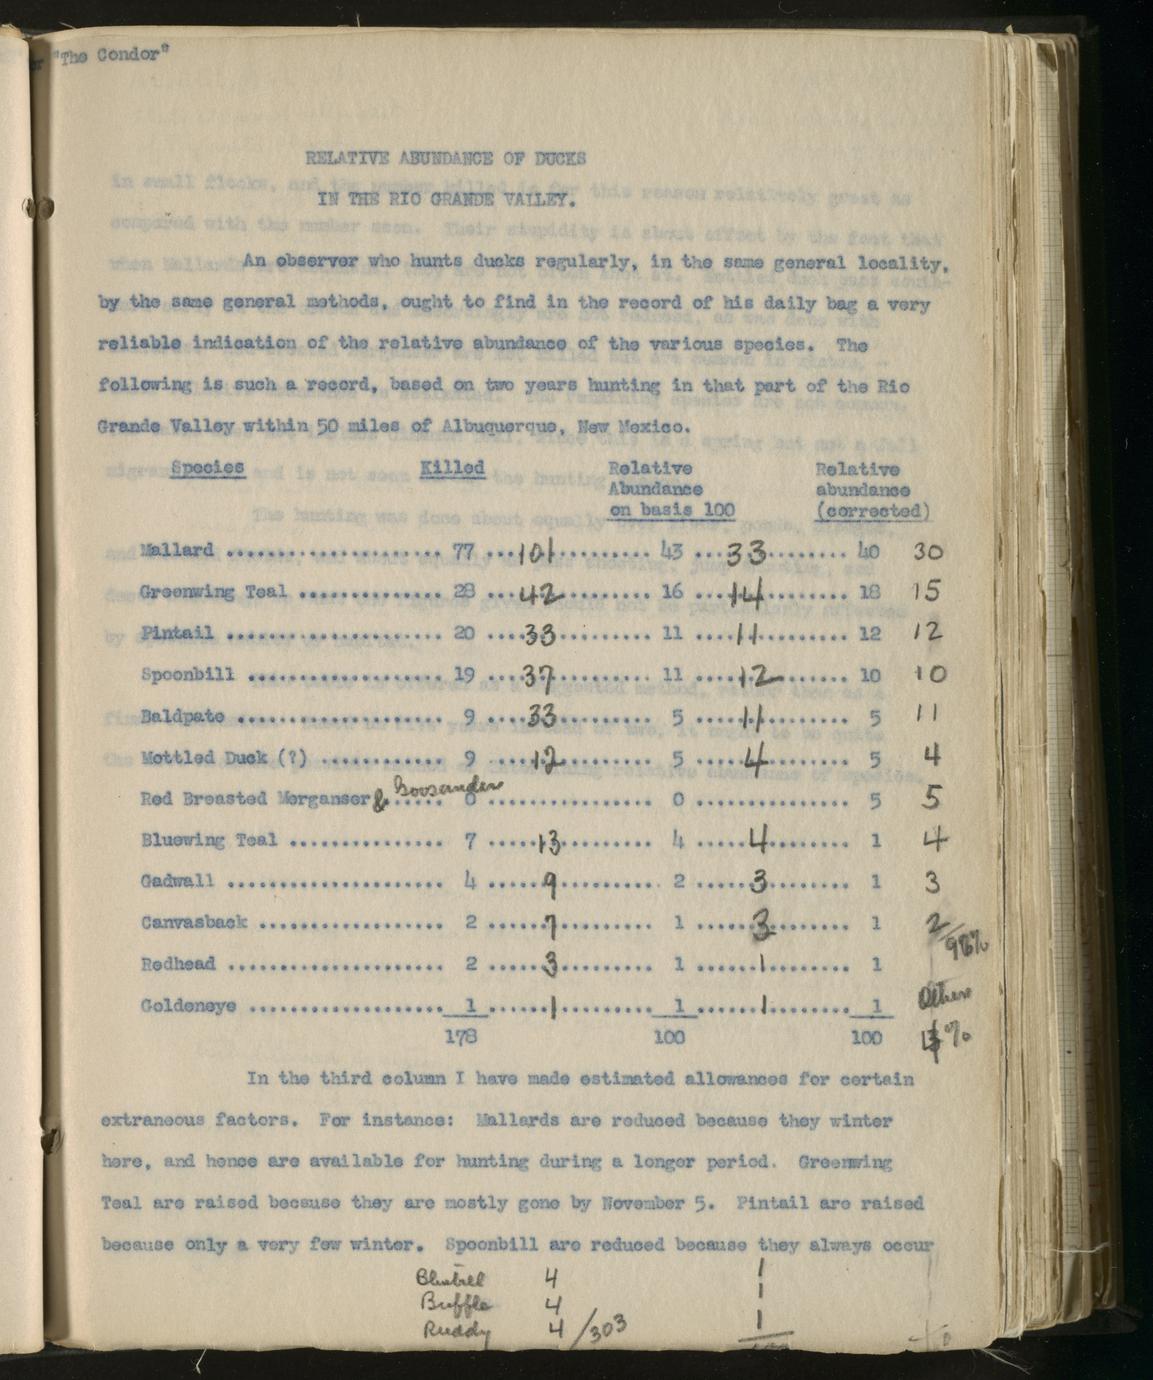 or "The Condor"
RELATIVE ABUNDANCE OF DUCKS
IN THE RIO GRANDE VALLEY.
An observer who hunts ducks regularly, in the same general locality,
by the same general methods, ought to find in the record of his daily bag a very
reliable indication of the relative abundance of the various species. The
following is such a record, based on two years hunting in that part of the Rio
Grande Valley within 50 miles of Albuquerque, New Mexico.
Species Killed Relative Abundance on basis 100 Relative abundance (corrected)
Mallard ...................... 77 ...101.......... 43 ...33........ 40 30
Greenwing Teal ............... 28 ...42.......... 16 ...14........ 18 15
Pintail ...................... 20 ...33.......... 11 ...11........ 12 12
Spoonbill .................... 19 ...37.......... 11 ...12........ 10 10
Baldpate ..................... 9 ...33.......... 5 ...11........ 5 11
Mottled Duck (?) ............. 9 ...12.......... 5 ...4........ 5 4
Red Breasted Merganser & Goosander ..... 0 ................ 0 .............. 5 5
Bluewing Teal ................ 7 ...13.......... 4 ...4........ 1 4
Gadwall ...................... 4 ...9.......... 2 ...3........ 1 3
Canvasback ................... 2 ...7.......... 1 ...3........ 1 2
98%
Redhead ...................... 2 ...3.......... 1 ...1........ 1
Goldeneye .................... 1 ...1.......... 1 ...1........ 1 Others
178 100 100 %
In the third column I have made estimated allowances for certain
extraneous factors. For instance: Mallards are reduced because they winter
here, and hence are available for hunting during a longer period. Greenwing
Teal are raised because they are mostly gone by November 5. Pintail are raised
because only a very few winter. Spoonbill are reduced because they always occur
Bluebill 4 1
Buffle 4 1
Ruddy 4 /303 1